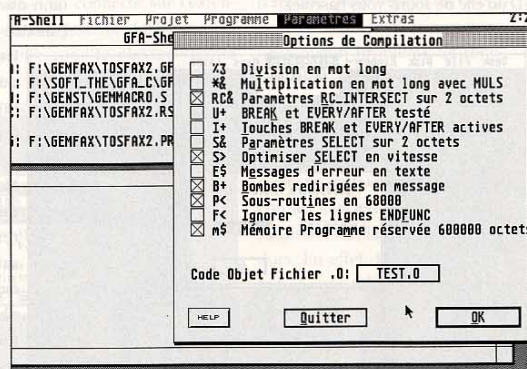 A-Shell Fichier Projet Programme Parametres Extras 2:2
GFA-She
Options de Compilation
F:\GEMFAX\TOSFAX2.GF
F:\SOFT_THE\GFA_C\GF
F:\GENST\GEMMACRO.S
F:\GEMFAX\TOSFAX2.RS
F:\GEMFAX\TOSFAX2.PR
%3 Division en mot long
*& Multiplication en mot long avec MULS
RC& Paramètres RC_INTERSECT sur 2 octets
U+ BREAK et EVERY/AFTER testé
I+ Touches BREAK et EVERY/AFTER actives
S& Paramètres SELECT sur 2 octets
S> Optimiser SELECT en vitesse
E$ Messages d'erreur en texte
B+ Bombes redirigées en message
P< Sous-routines en 68000
F< Ignorer les lignes ENDFUNC
m$ Mémoire Programme réservée 600000 octets
Code Objet Fichier .O: TEST.O
HELP Quitter OK